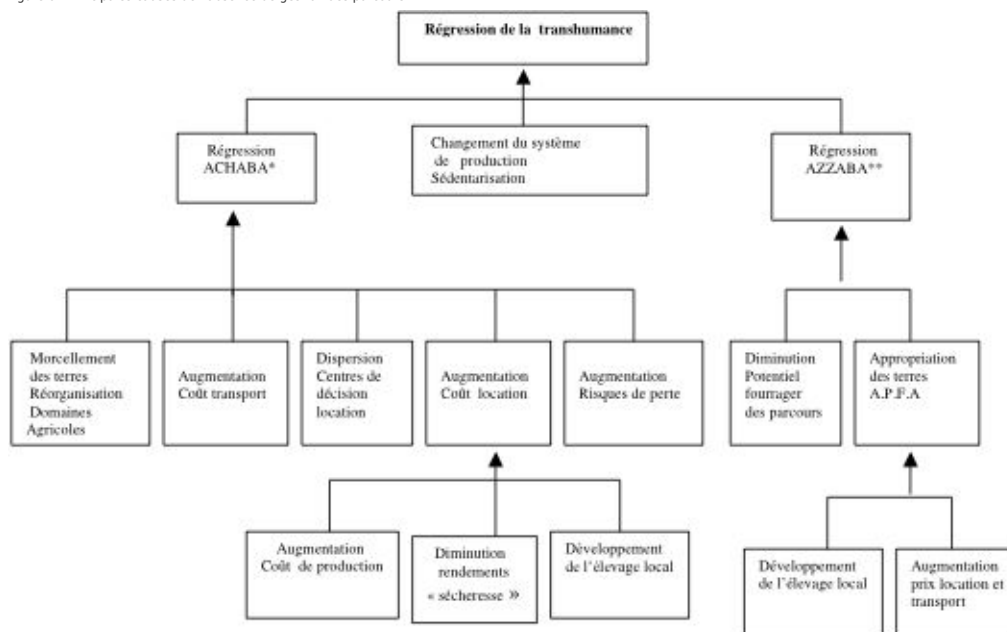 Régression de la transhumance
Régression
ACHABA*
Changement du système
de production
Sédentarisation
Régression
AZZABA**
Morcellement
des terres
Réorganisation
Domaines
Agricoles
Augmentation
Coût transport
Dispersion
Centres de
décision
location
Augmentation
Coût location
Augmentation
Risques de perte
Diminution
Potentiel
fourrager
des parcours
Appropriation
des terres
A.P.F.A
Augmentation
Coût de production
Diminution
rendements
« sécheresse »
Développement
de l'élevage local
Développement
de l'élevage local
Augmentation
prix location et
transport